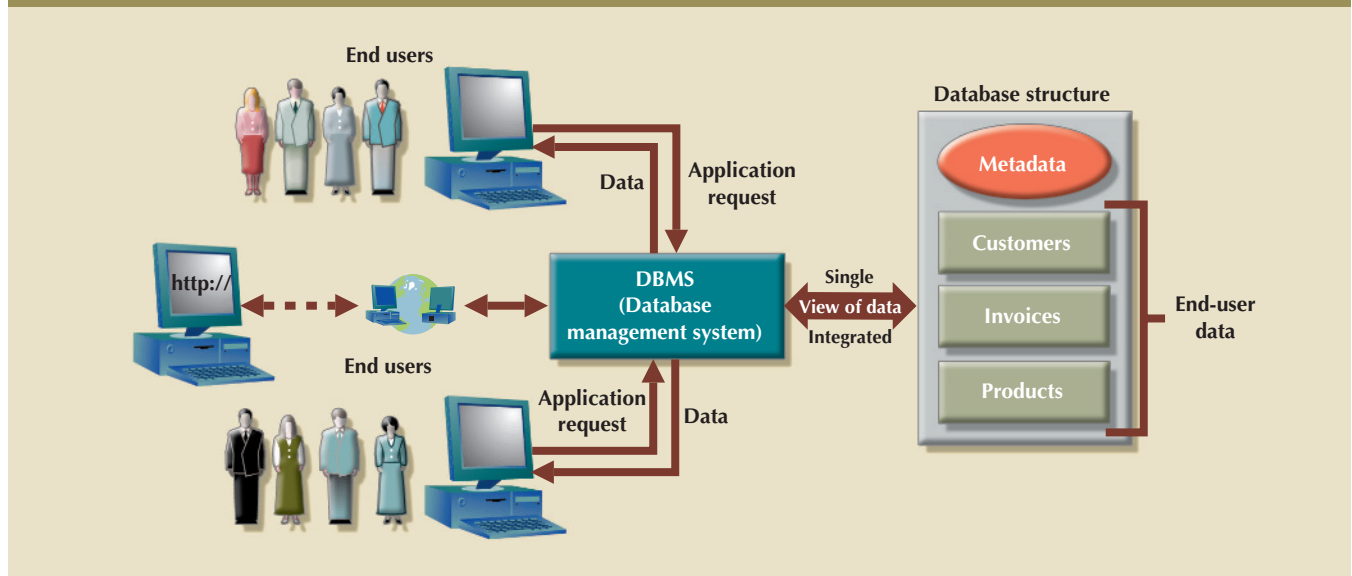 End users
Data
Application
request
http://
End users
DBMS
(Database
management system)
Single
View of data
Integrated
Application
request
Data
Database structure
Metadata
Customers
Invoices
Products
End-user
data